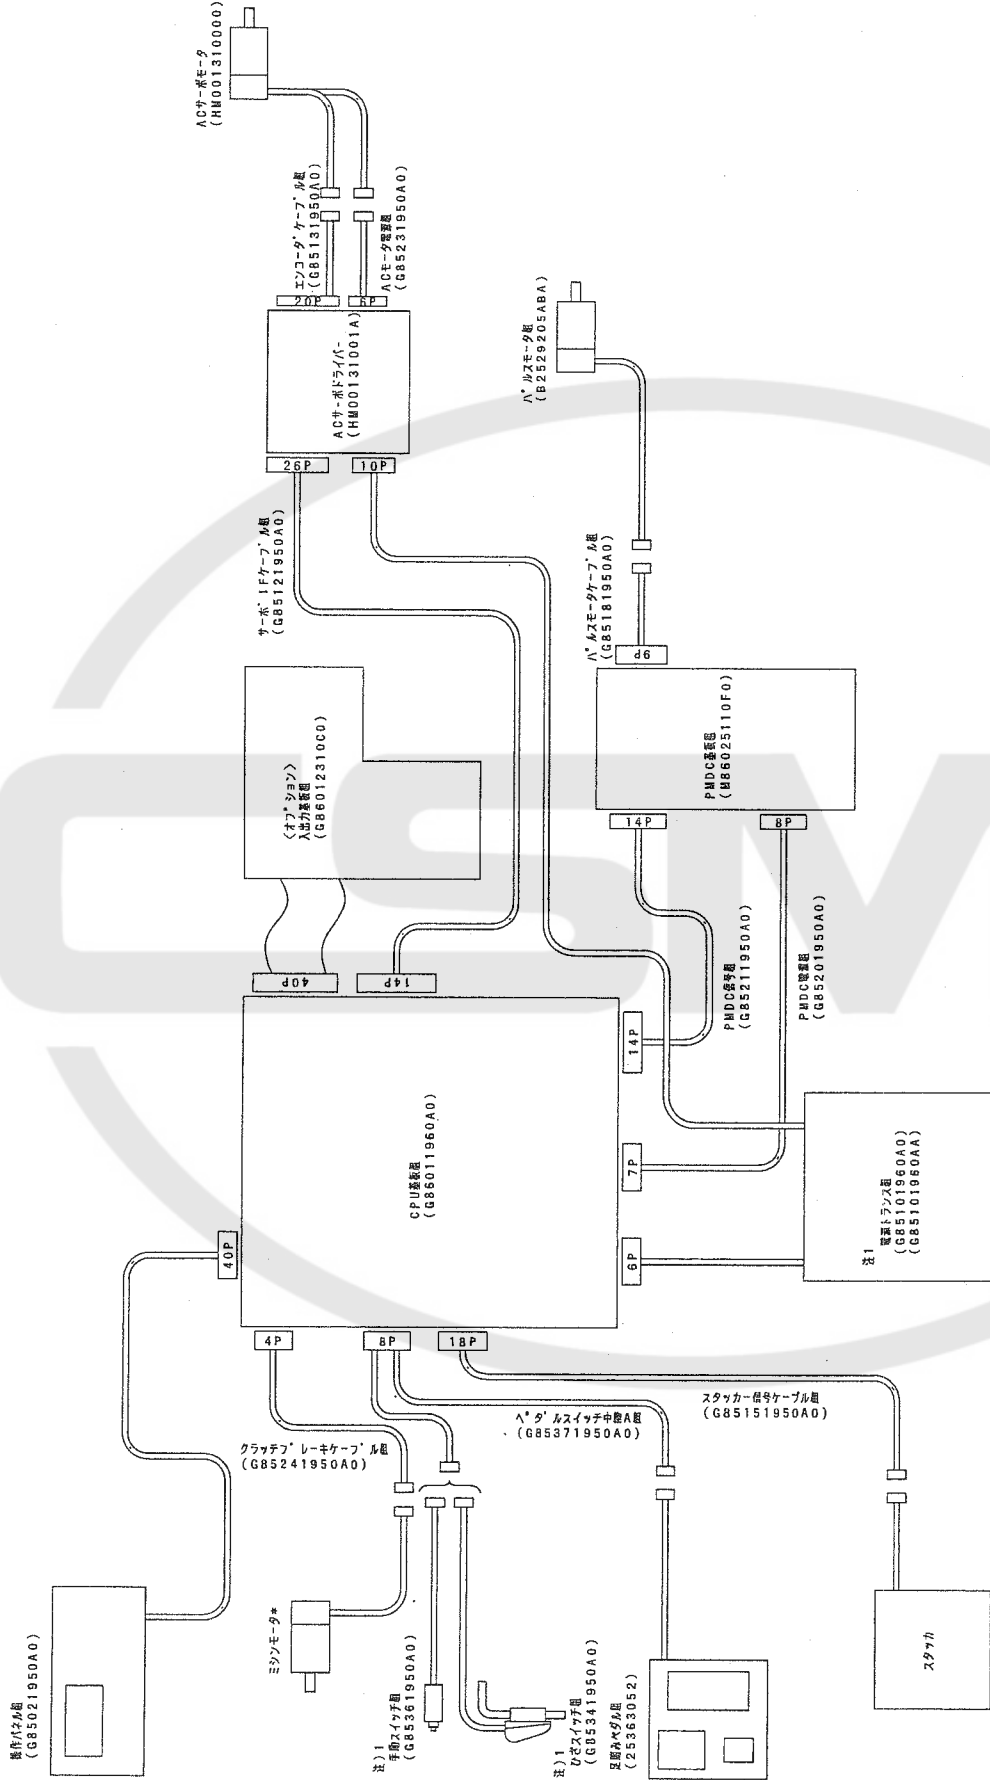 ACサーボモータ
(HM001310000)
エンコーダケーブル組
(G85131950A0)
ACモータ電源組
(G85231950A0)
20P
6P
ACサーボドライバー
(HM00131001A)
26P
10P
サーボIFケーブル組
(G85121950A0)
パルスモータ組
(B2529205ABA)
パルスモータケーブル組
(G85181950A0)
9P
<オプション>
入出力基板組
(G86012310C0)
PMDC基板組
(M86025110F0)
14P
8P
40P
14P
PMDC信号組
(G85211950A0)
PMDC電源組
(G85201950A0)
CPU基板組
(G86011960A0)
14P
7P
6P
40P
注1
電源トランス組
(G85101960A0)
(G85101960AA)
4P
8P
18P
クラッチブレーキケーブル組
(G85241950A0)
ペダルスイッチ中継A組
(G85371950A0)
スタッカー信号ケーブル組
(G85151950A0)
操作パネル組
(G85021950A0)
ミシンモータ*
注)1
手動スイッチ組
(G85361950A0)
注)1
ひざスイッチ組
(G85341950A0)
足踏みペダル組
(25363052)
スタッカ
CSM